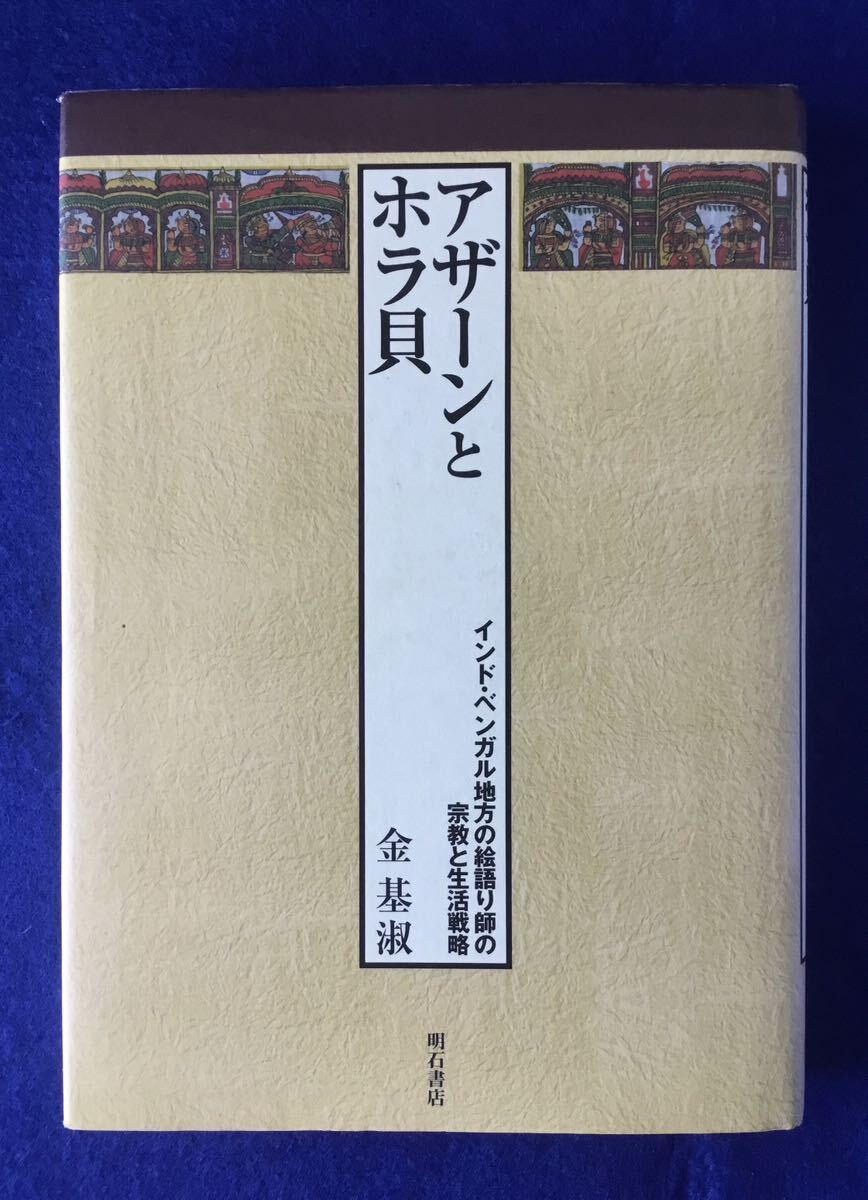 アザーンと
ホラ貝
インド・ベンガル地方の絵語り師の
宗教と生活戦略
金 基淑
明石書店